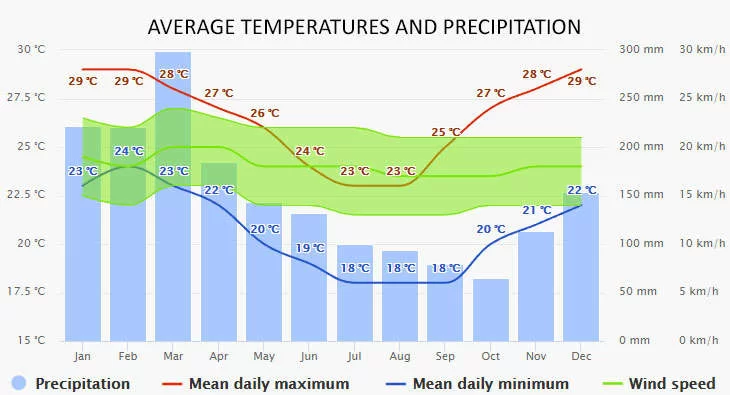 AVERAGE TEMPERATURES AND PRECIPITATION
30 °C 300 mm 30 km/h
27.5 °C 250 mm 25 km/h
25 °C 200 mm 20 km/h
22.5 °C 150 mm 15 km/h
20 °C 100 mm 10 km/h
17.5 °C 50 mm 5 km/h
15 °C 0 mm 0 km/h
29 °C 29 °C 28 °C 27 °C 26 °C 24 °C 23 °C 23 °C 25 °C 27 °C 28 °C 29 °C
23 °C 24 °C 23 °C 22 °C 20 °C 19 °C 18 °C 18 °C 18 °C 20 °C 21 °C 22 °C
Jan Feb Mar Apr May Jun Jul Aug Sep Oct Nov Dec
Precipitation Mean daily maximum Mean daily minimum Wind speed